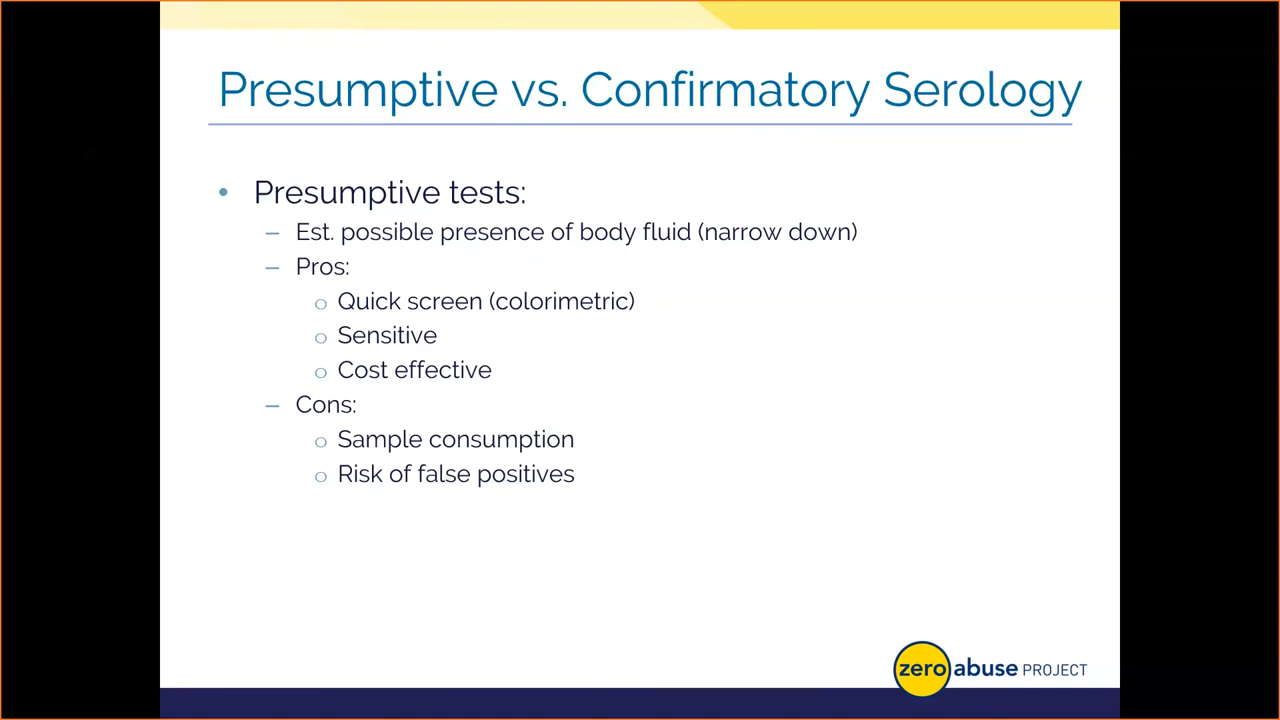 Presumptive vs. Confirmatory Serology
• Presumptive tests:
– Est. possible presence of body fluid (narrow down)
– Pros:
o Quick screen (colorimetric)
o Sensitive
o Cost effective
– Cons:
o Sample consumption
o Risk of false positives
zero abuse PROJECT